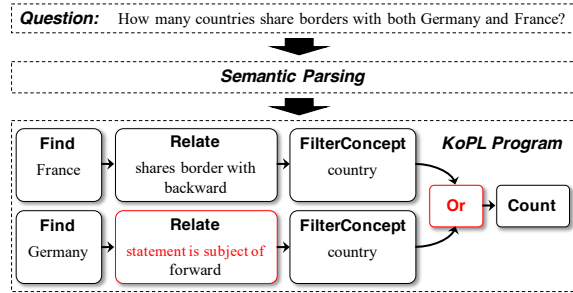 Question: How many countries share borders with both Germany and France?
Semantic Parsing
KoPL Program
Find
France
Relate
shares border with
backward
FilterConcept
country
Find
Germany
Relate
statement is subject of
forward
FilterConcept
country
Or
Count